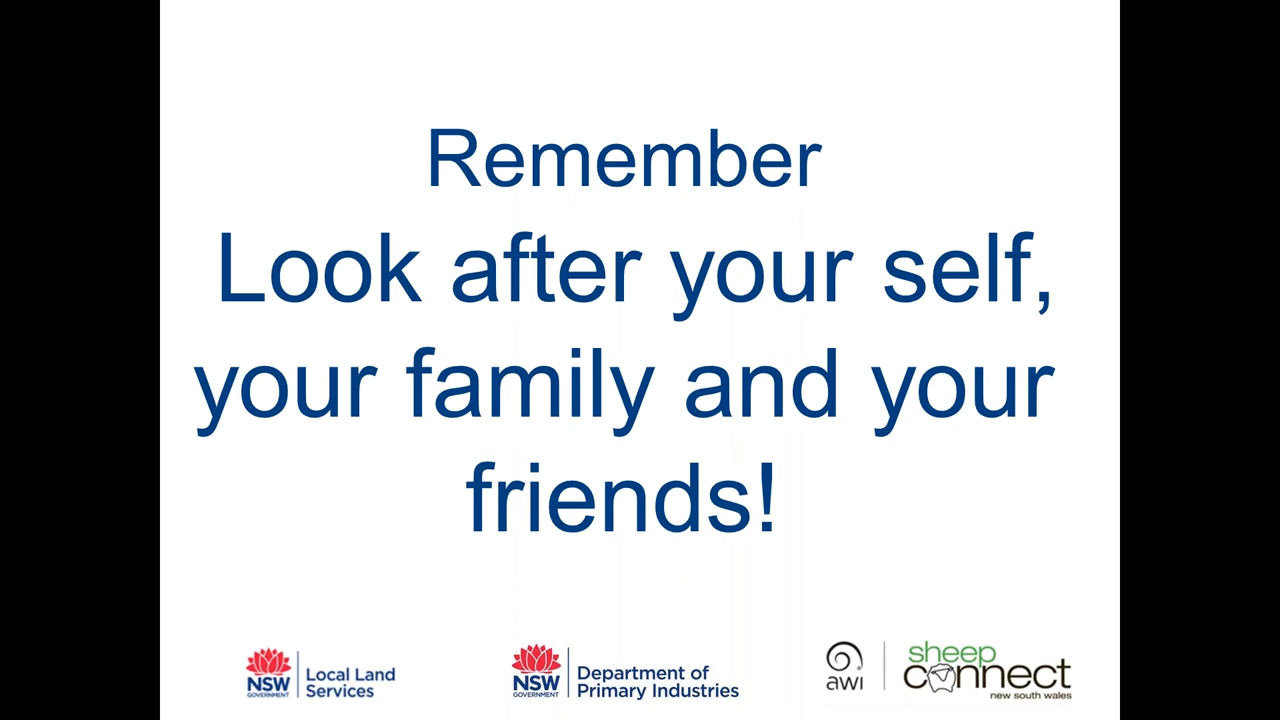 Remember
Look after your self,
your family and your
friends!
NSW
GOVERNMENT
Local Land
Services
NSW
GOVERNMENT
Department of
Primary Industries
awi
sheep
connect
new south wales